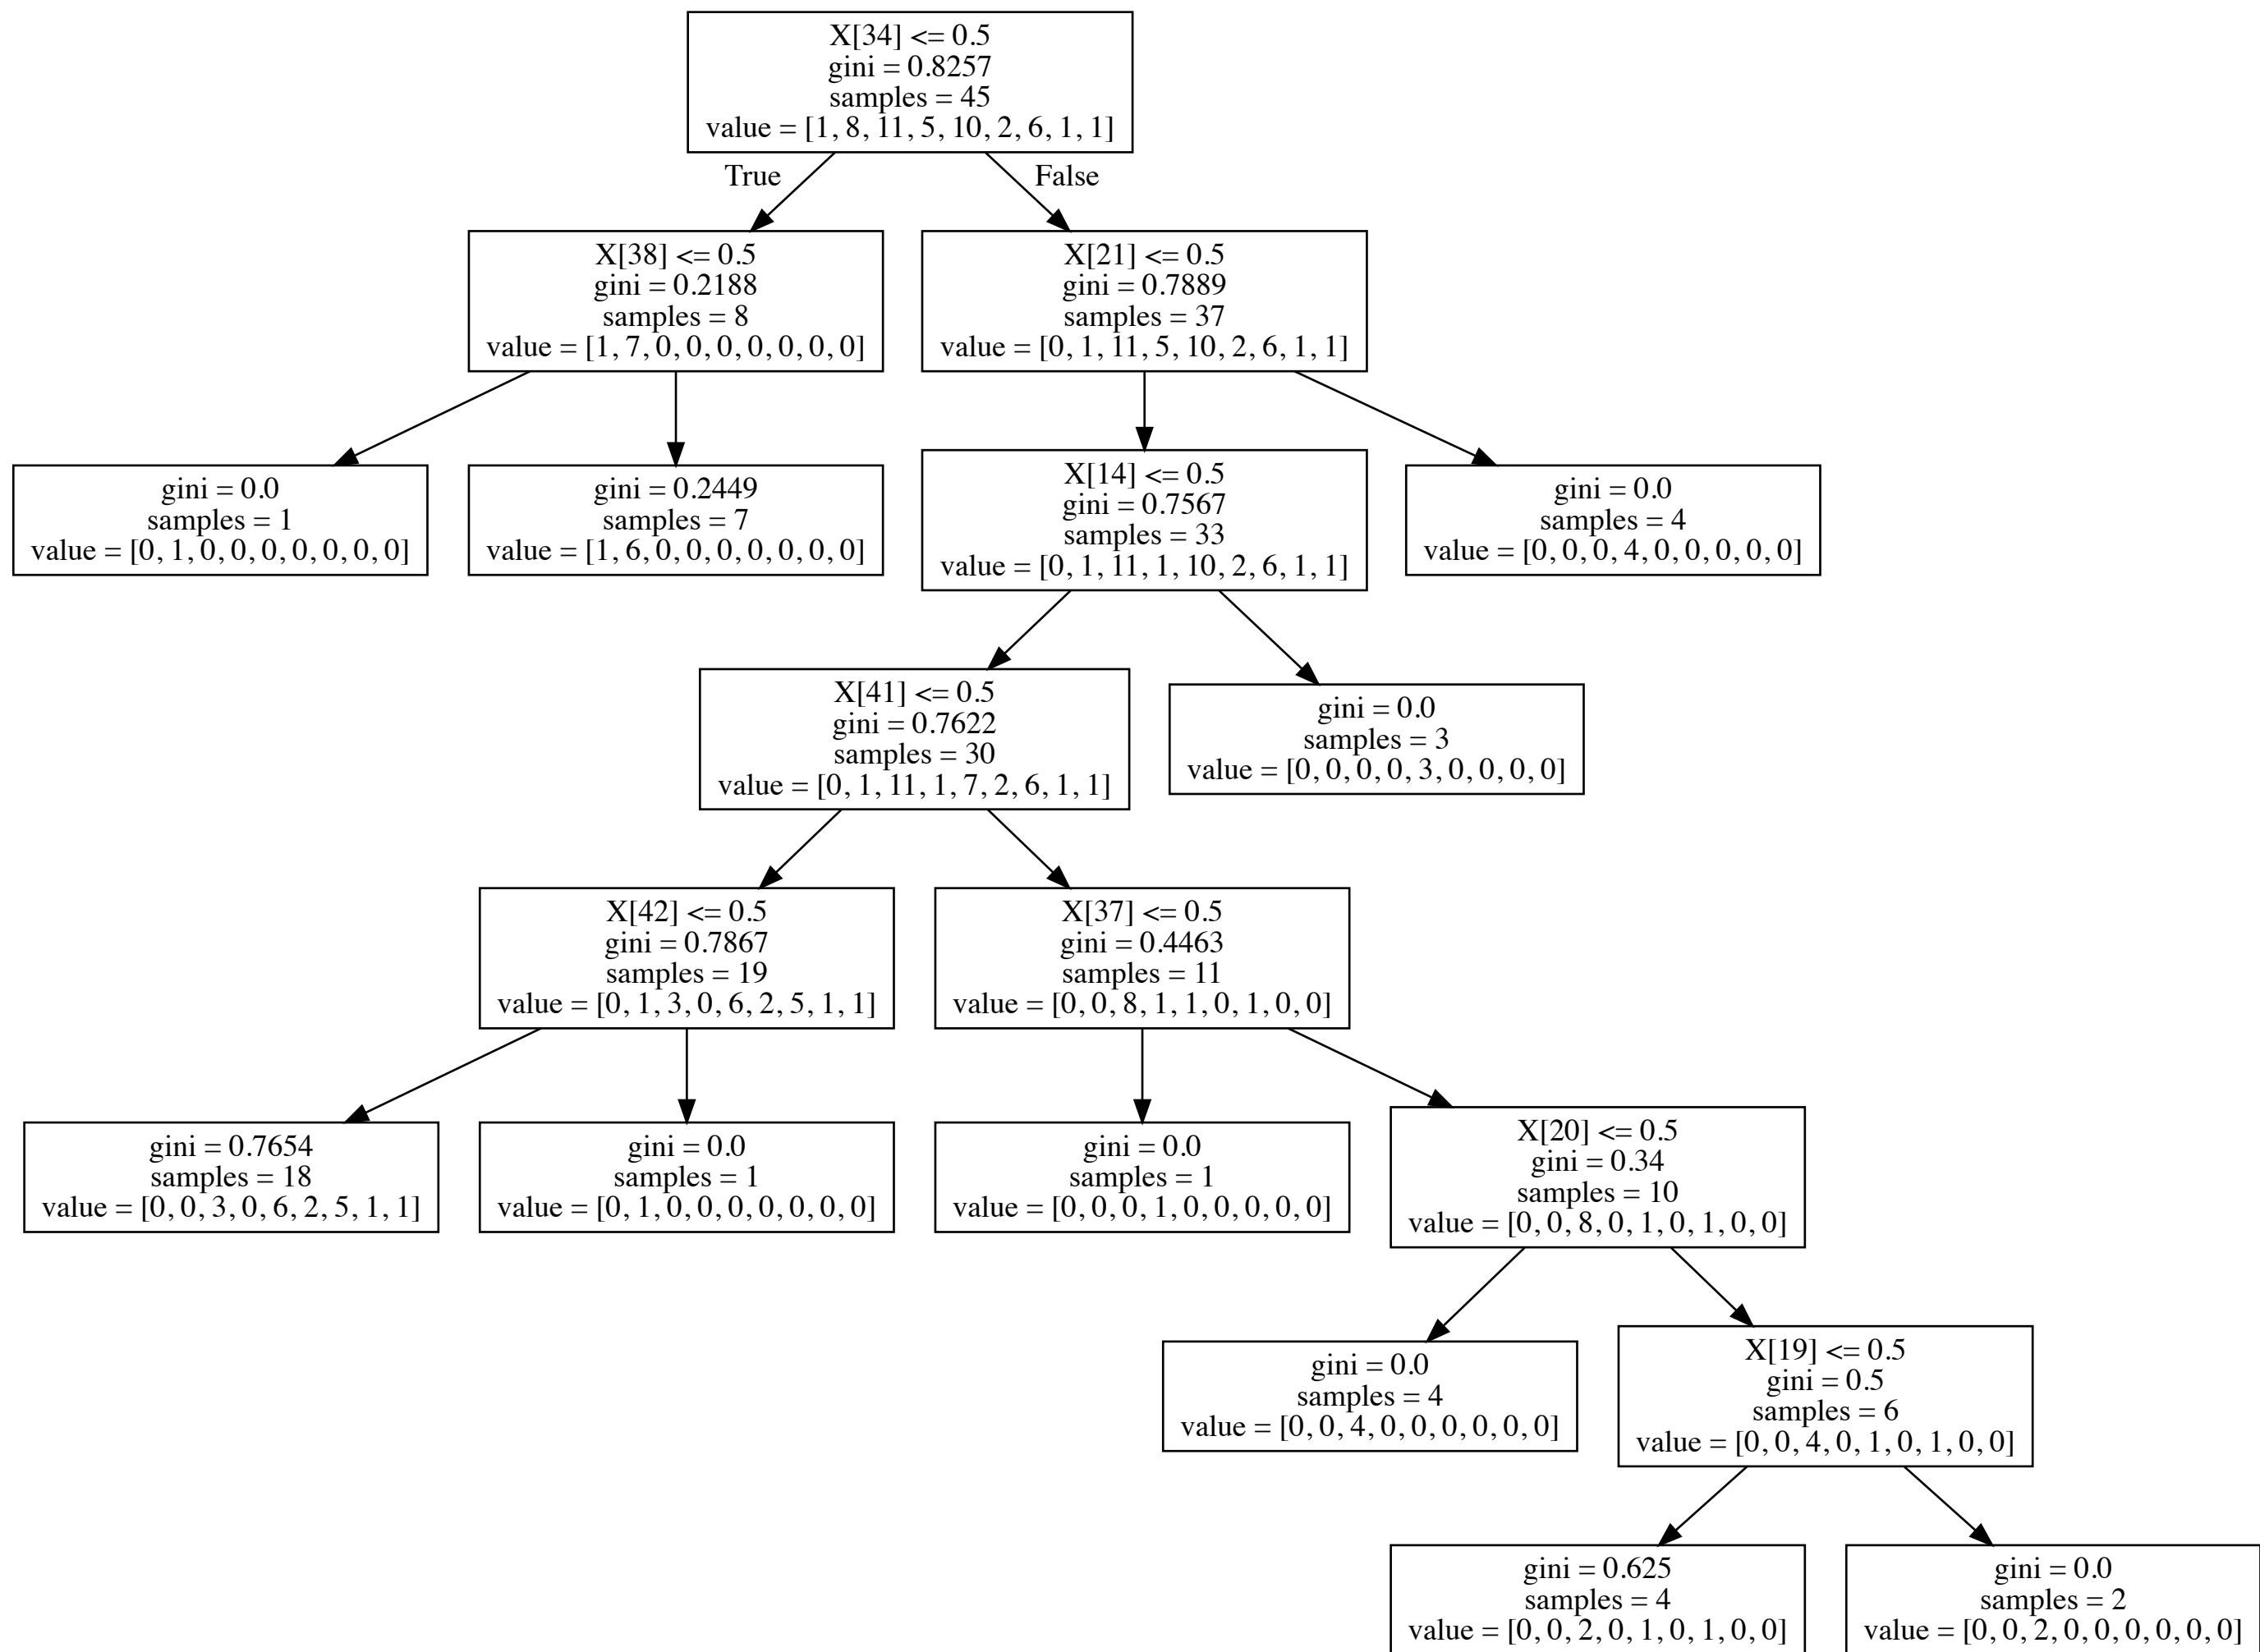 X[34] <= 0.5
gini = 0.8257
samples = 45
value = [1, 8, 11, 5, 10, 2, 6, 1, 1]
True
False
X[38] <= 0.5
gini = 0.2188
samples = 8
value = [1, 7, 0, 0, 0, 0, 0, 0, 0]
X[21] <= 0.5
gini = 0.7889
samples = 37
value = [0, 1, 11, 5, 10, 2, 6, 1, 1]
gini = 0.0
samples = 1
value = [0, 1, 0, 0, 0, 0, 0, 0, 0]
gini = 0.2449
samples = 7
value = [1, 6, 0, 0, 0, 0, 0, 0, 0]
X[14] <= 0.5
gini = 0.7567
samples = 33
value = [0, 1, 11, 1, 10, 2, 6, 1, 1]
gini = 0.0
samples = 4
value = [0, 0, 0, 4, 0, 0, 0, 0, 0]
X[41] <= 0.5
gini = 0.7622
samples = 30
value = [0, 1, 11, 1, 7, 2, 6, 1, 1]
gini = 0.0
samples = 3
value = [0, 0, 0, 0, 3, 0, 0, 0, 0]
X[42] <= 0.5
gini = 0.7867
samples = 19
value = [0, 1, 3, 0, 6, 2, 5, 1, 1]
X[37] <= 0.5
gini = 0.4463
samples = 11
value = [0, 0, 8, 1, 1, 0, 1, 0, 0]
gini = 0.7654
samples = 18
value = [0, 0, 3, 0, 6, 2, 5, 1, 1]
gini = 0.0
samples = 1
value = [0, 1, 0, 0, 0, 0, 0, 0, 0]
gini = 0.0
samples = 1
value = [0, 0, 0, 1, 0, 0, 0, 0, 0]
X[20] <= 0.5
gini = 0.34
samples = 10
value = [0, 0, 8, 0, 1, 0, 1, 0, 0]
gini = 0.0
samples = 4
value = [0, 0, 4, 0, 0, 0, 0, 0, 0]
X[19] <= 0.5
gini = 0.5
samples = 6
value = [0, 0, 4, 0, 1, 0, 1, 0, 0]
gini = 0.625
samples = 4
value = [0, 0, 2, 0, 1, 0, 1, 0, 0]
gini = 0.0
samples = 2
value = [0, 0, 2, 0, 0, 0, 0, 0, 0]